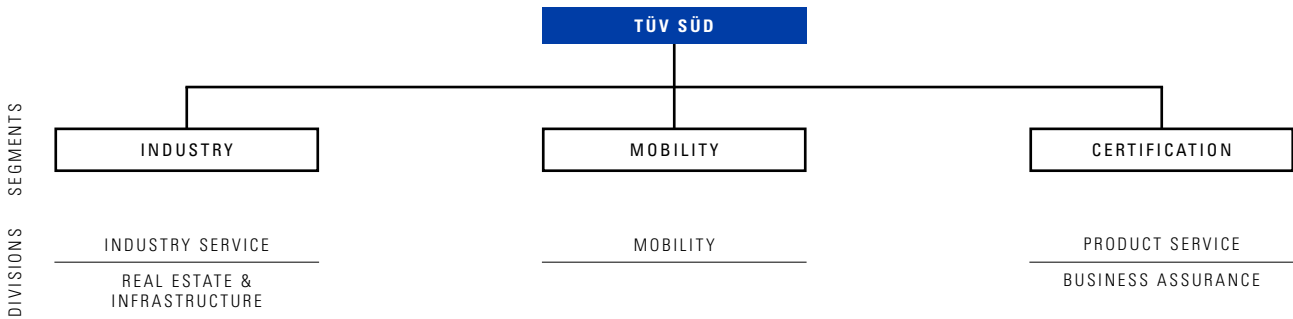 TÜV SÜD
SEGMENTS
INDUSTRY
MOBILITY
CERTIFICATION
DIVISIONS
INDUSTRY SERVICE
MOBILITY
PRODUCT SERVICE
REAL ESTATE &
INFRASTRUCTURE
BUSINESS ASSURANCE